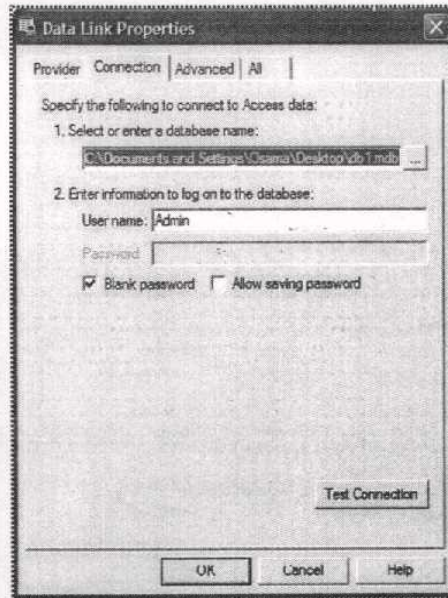 Data Link Properties
Provider Connection Advanced All
Specify the following to connect to Access data:
1. Select or enter a database name:
C:\Documents and Settings\Osama\Desktop\db1.mdb ...
2. Enter information to log on to the database:
User name: Admin
Password:
Blank password Allow saving password
Test Connection
OK Cancel Help